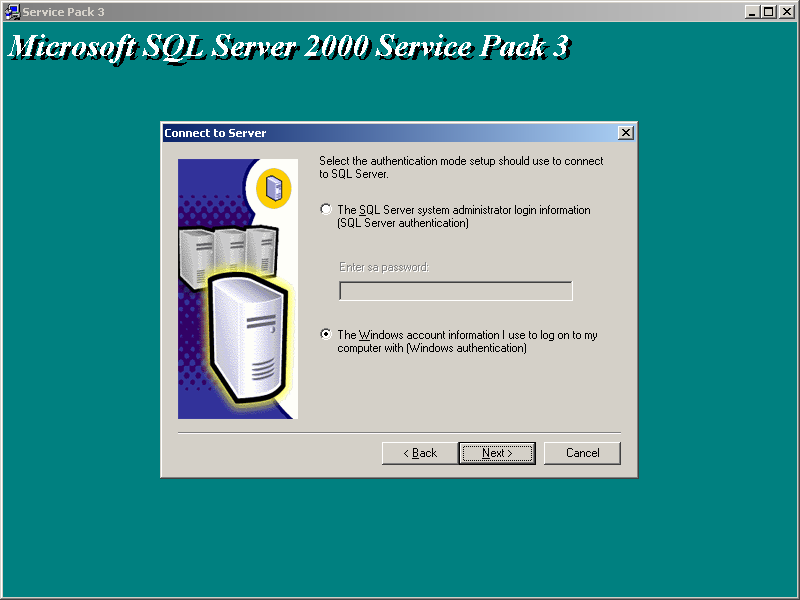 Service Pack 3
Microsoft SQL Server 2000 Service Pack 3
Connect to Server
Select the authentication mode setup should use to connect
to SQL Server.
The SQL Server system administrator login information
(SQL Server authentication)
Enter sa password:
The Windows account information I use to log on to my
computer with (Windows authentication)
< Back
Next >
Cancel